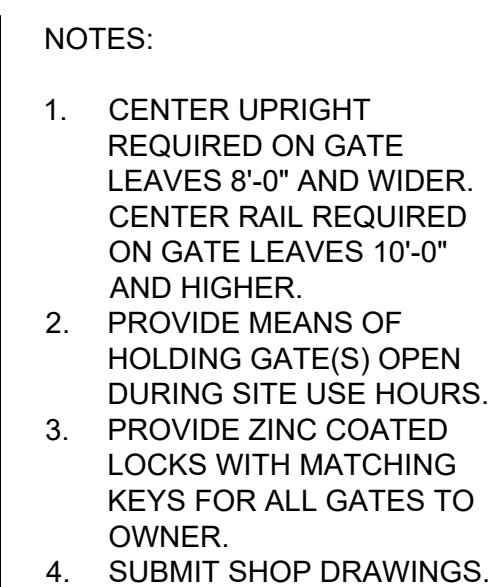 NOTES:
1. CENTER UPRIGHT
REQUIRED ON GATE
LEAVES 8'-0" AND WIDER.
CENTER RAIL REQUIRED
ON GATE LEAVES 10'-0"
AND HIGHER.
2. PROVIDE MEANS OF
HOLDING GATE(S) OPEN
DURING SITE USE HOURS.
3. PROVIDE ZINC COATED
LOCKS WITH MATCHING
KEYS FOR ALL GATES TO
OWNER.
4. SUBMIT SHOP DRAWINGS.